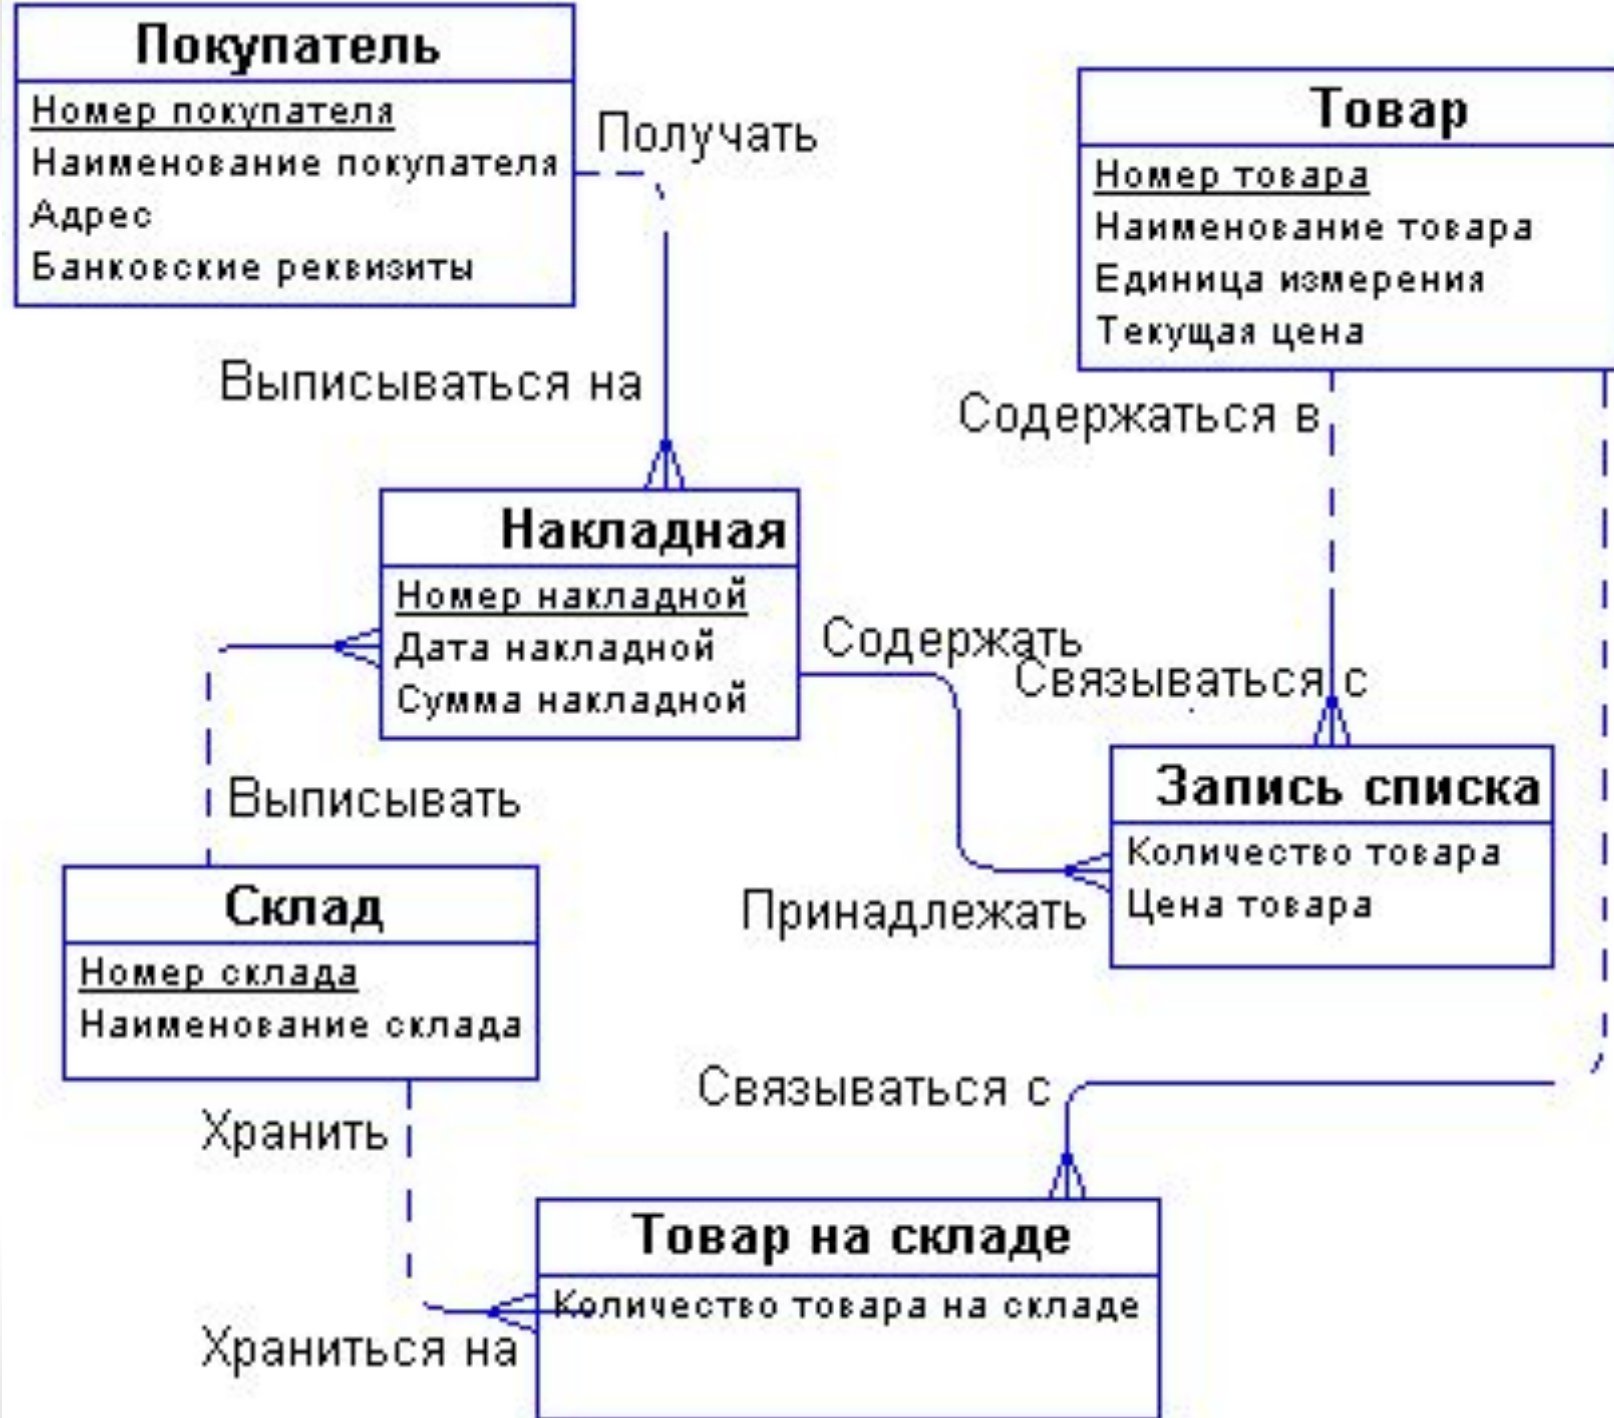 Покупатель
Номер покупателя
Наименование покупателя
Адрес
Банковские реквизиты
Получать
Товар
Номер товара
Наименование товара
Единица измерения
Текущая цена
Выписываться на
Содержаться в
Накладная
Номер накладной
Дата накладной
Сумма накладной
Содержать
Связываться с
Выписывать
Запись списка
Количество товара
Цена товара
Принадлежать
Склад
Номер склада
Наименование склада
Хранить
Связываться с
Товар на складе
Количество товара на складе
Храниться на